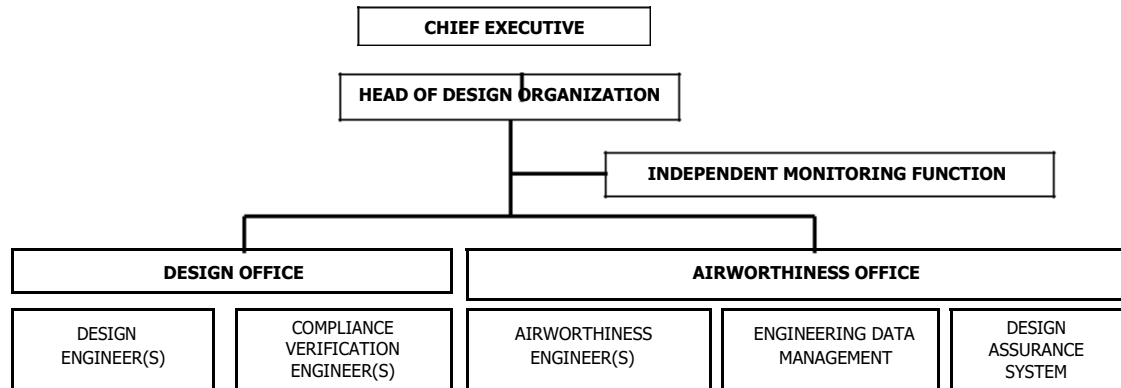 CHIEF EXECUTIVE
HEAD OF DESIGN ORGANIZATION
INDEPENDENT MONITORING FUNCTION
DESIGN OFFICE
AIRWORTHINESS OFFICE
DESIGN
ENGINEER(S)
COMPLIANCE
VERIFICATION
ENGINEER(S)
AIRWORTHINESS
ENGINEER(S)
ENGINEERING DATA
MANAGEMENT
DESIGN
ASSURANCE
SYSTEM